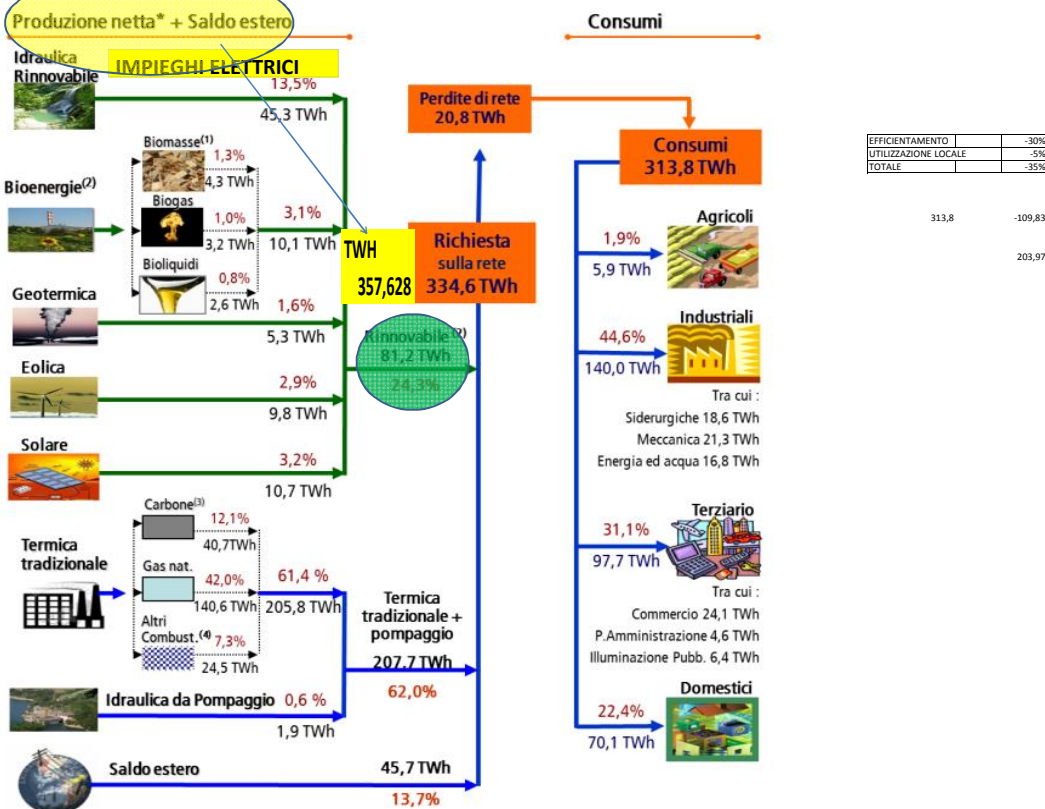 Produzione netta* + Saldo estero
IMPIEGHI ELETTRICI
Idraulica
Rinnovabile
13,5%
45,3 TWh
Bioenergie(2)
Biomasse(1)
1,3%
4,3 TWh
Biogas
1,0%
3,2 TWh
Bioliquidi
0,8%
2,6 TWh
3,1%
10,1 TWh
Geotermica
1,6%
5,3 TWh
Eolica
2,9%
9,8 TWh
Solare
3,2%
10,7 TWh
Termica
tradizionale
Carbone(3)
12,1%
40,7TWh
Gas nat.
42,0%
140,6 TWh
Altri
Combust.(4)
7,3%
24,5 TWh
61,4 %
205,8 TWh
Idraulica da Pompaggio
0,6 %
1,9 TWh
Saldo estero
45,7 TWh
13,7%
Termica
tradizionale +
pompaggio
207,7 TWh
62,0%
TWH
357,628
Rinnovabile(2)
81,2 TWh
24,3%
Richiesta
sulla rete
334,6 TWh
Perdite di rete
20,8 TWh
Consumi
Consumi
313,8 TWh
Agricoli
1,9%
5,9 TWh
Industriali
44,6%
140,0 TWh
Tra cui :
Siderurgiche 18,6 TWh
Meccanica 21,3 TWh
Energia ed acqua 16,8 TWh
Terziario
31,1%
97,7 TWh
Tra cui :
Commercio 24,1 TWh
P.Amministrazione 4,6 TWh
Illuminazione Pubb. 6,4 TWh
Domestici
22,4%
70,1 TWh
EFFICIENTAMENTO -30%
UTILIZZAZIONE LOCALE -5%
TOTALE -35%
313,8 -109,83
203,97